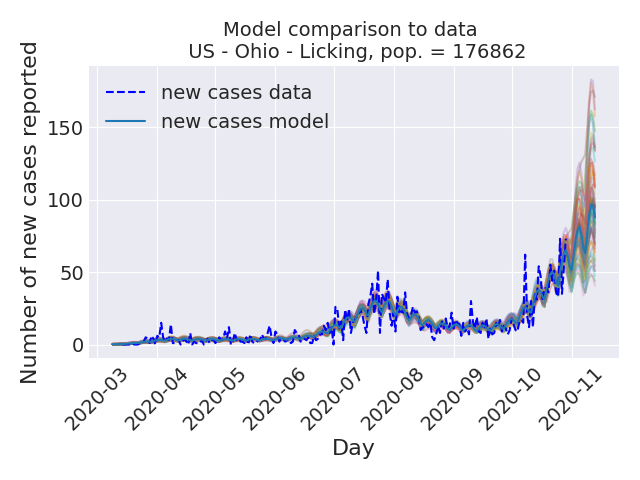 Model comparison to data
US - Ohio - Licking, pop. = 176862
Number of new cases reported
new cases data
new cases model
150
100
50
0
2020-03
2020-04
2020-05
2020-06
2020-07
2020-08
2020-09
2020-10
2020-11
Day